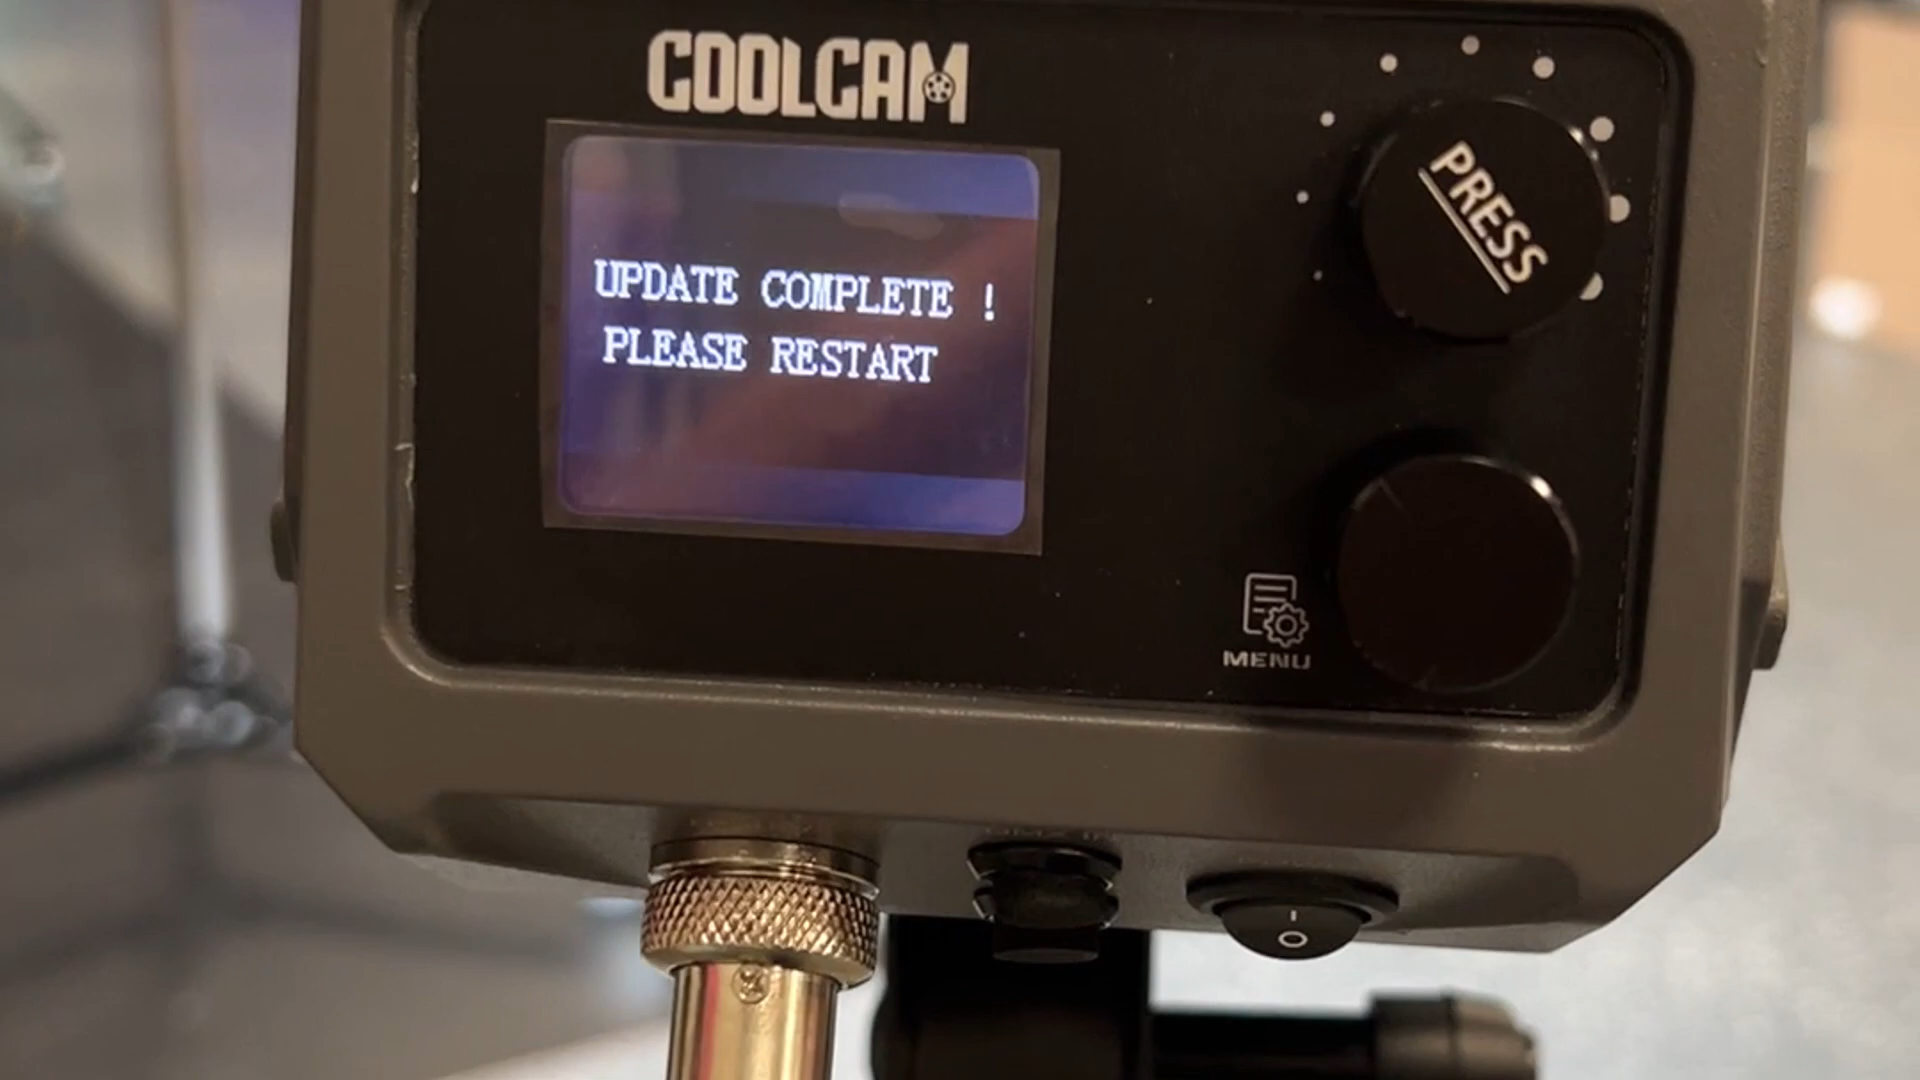 COOLCAM
PRESS
UPDATE COMPLETE !
PLEASE RESTART
MENU